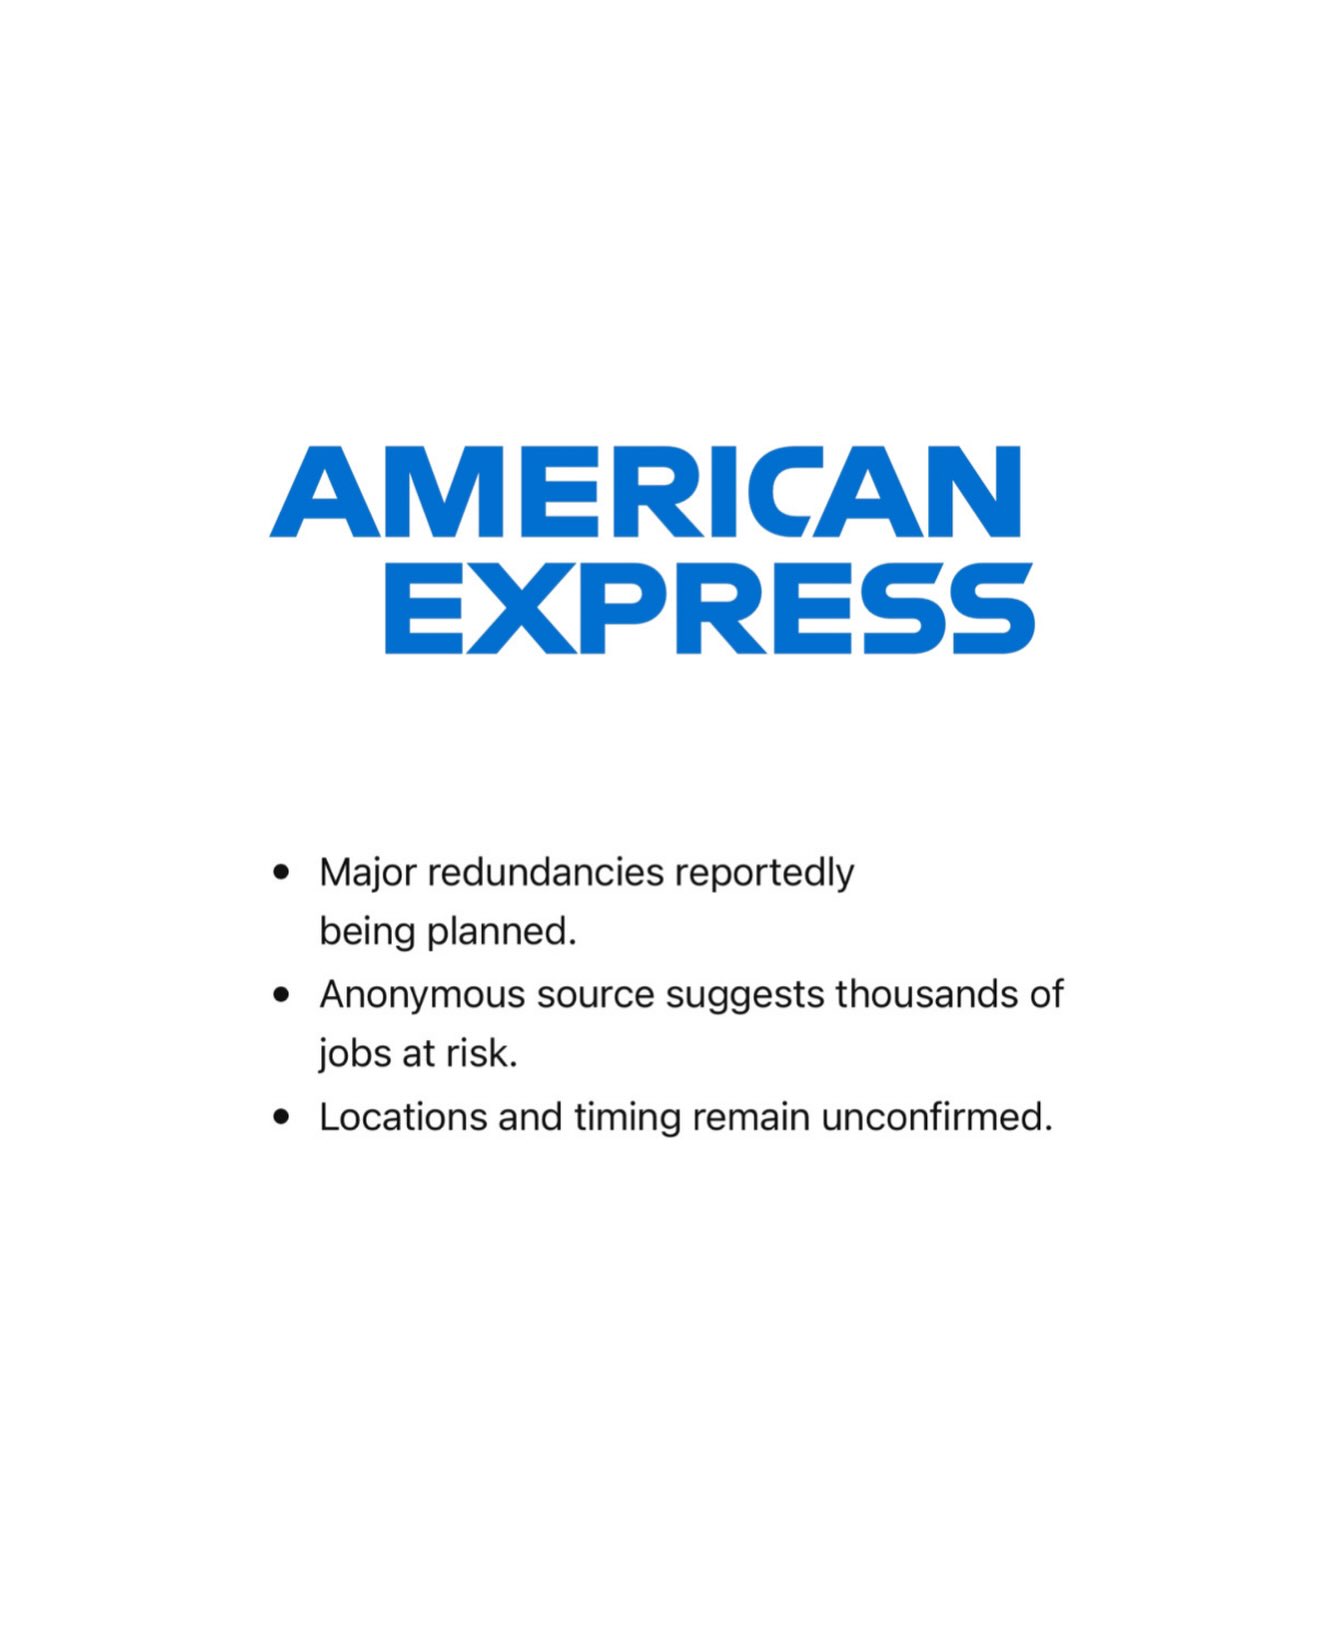 AMERICAN
EXPRESS
• Major redundancies reportedly
being planned.
• Anonymous source suggests thousands of
jobs at risk.
• Locations and timing remain unconfirmed.